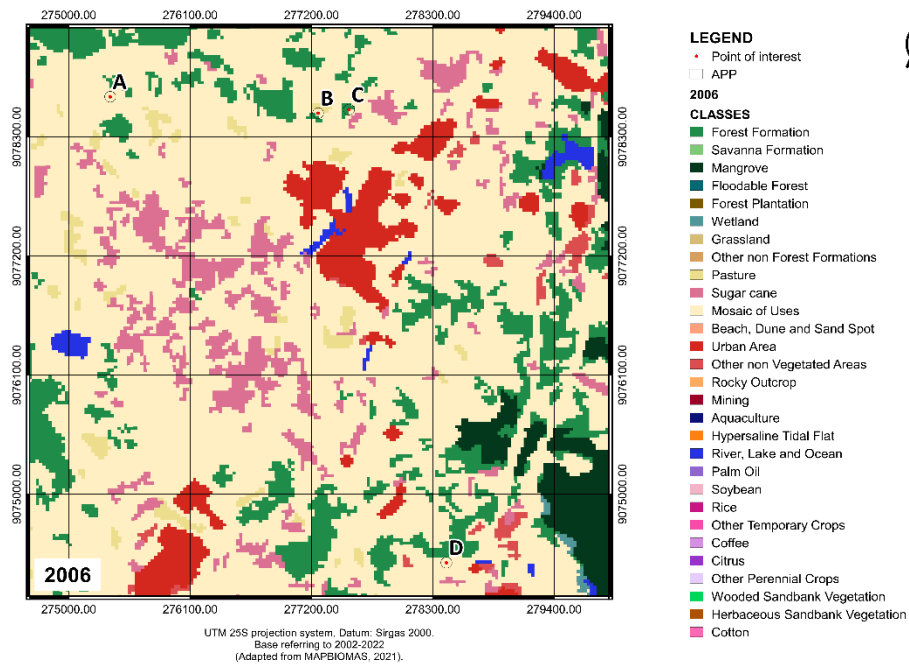 275000.00 276100.00 277200.00 278300.00 279400.00
LEGEND
Point of interest
APP
2006
CLASSES
Forest Formation
Savanna Formation
Mangrove
Floodable Forest
Forest Plantation
Wetland
Grassland
Other non Forest Formations
Pasture
Sugar cane
Mosaic of Uses
Beach, Dune and Sand Spot
Urban Area
Other non Vegetated Areas
Rocky Outcrop
Mining
Aquaculture
Hypersaline Tidal Flat
River, Lake and Ocean
Palm Oil
Soybean
Rice
Other Temporary Crops
Coffee
Citrus
Other Perennial Crops
Wooded Sandbank Vegetation
Herbaceous Sandbank Vegetation
Cotton
A
B
C
D
9078300.00
9077200.00
9076100.00
9075000.00
9078300.00
9077200.00
9076100.00
9075000.00
2006
275000.00 276100.00 277200.00 278300.00 279400.00
UTM 25S projection system, Datum: Sirgas 2000.
Base referring to 2002-2022
(Adapted from MAPBIOMAS, 2021).